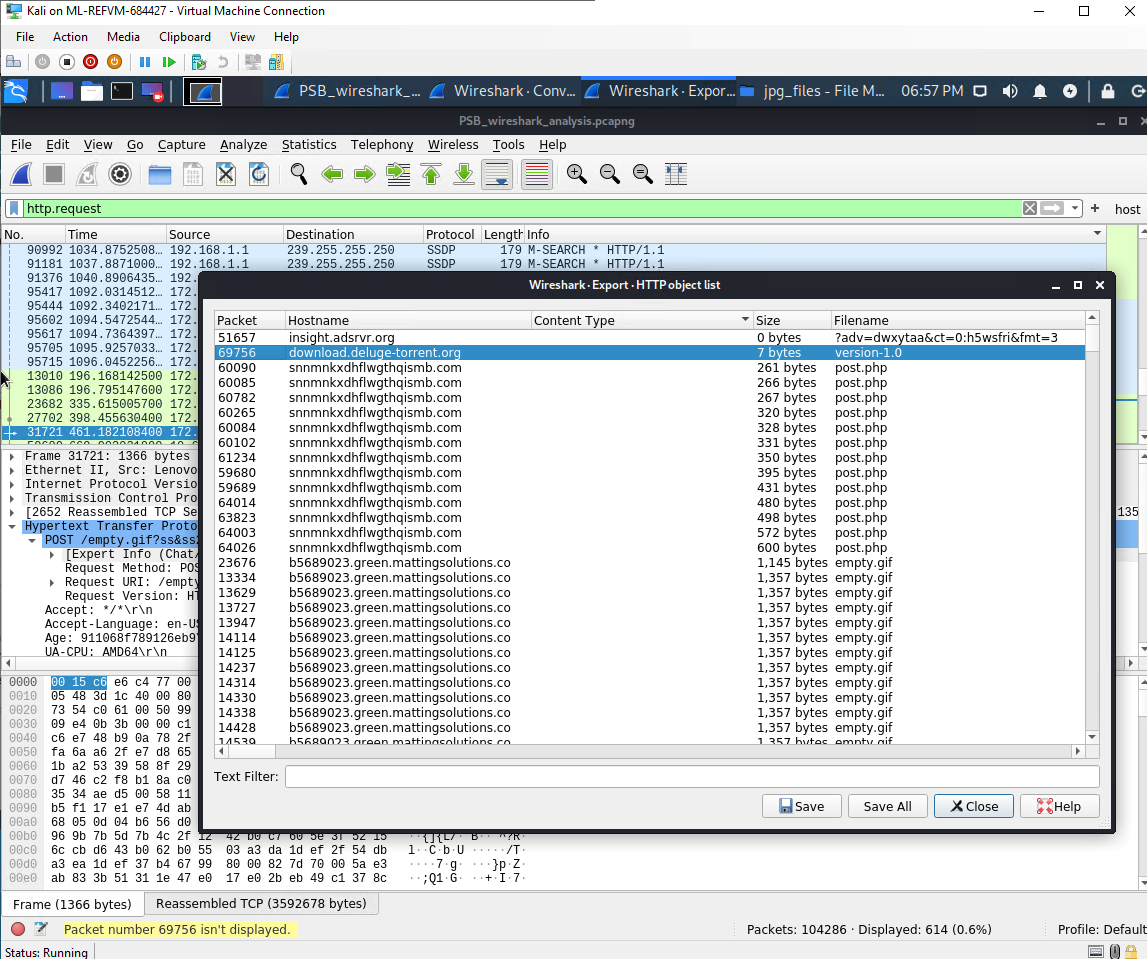 Kali on ML-REFVM-684427 - Virtual Machine Connection
File Action Media Clipboard View Help
PSB_wireshark_... Wireshark · Conv... Wireshark · Expor... jpg_files - File M... 06:57 PM
PSB_wireshark_analysis.pcapng
File Edit View Go Capture Analyze Statistics Telephony Wireless Tools Help
http.request + host
No. Time Source Destination Protocol Length Info
90992 1034.8752508... 192.168.1.1 239.255.255.250 SSDP 179 M-SEARCH * HTTP/1.1
91181 1037.8871000... 192.168.1.1 239.255.255.250 SSDP 179 M-SEARCH * HTTP/1.1
91376 1040.8906435... 192.
95417 1092.0314512... 172.
95444 1092.3402171... 172.
95602 1094.5472544... 172.
95617 1094.7364397... 172.
95705 1095.9257033... 172.
95715 1096.0452256... 172.
13010 196.168142500 172.
13086 196.795147600 172.
23682 335.615005700 172.
27702 398.455630400 172.
31721 461.182108400 172.
Frame 31721: 1366 bytes
Ethernet II, Src: Lenovo
Internet Protocol Versio
Transmission Control Pro
[2652 Reassembled TCP Se 135
Hypertext Transfer Proto
POST /empty.gif?ss&ss
[Expert Info (Chat/
Request Method: POS
Request URI: /empty
Request Version: HT
Accept: */*\r\n
Accept-Language: en-US
Age: 911068f789126eb9
UA-CPU: AMD64\r\n
Wireshark · Export · HTTP object list
Packet Hostname Content Type Size Filename
51657 insight.adsrvr.org 0 bytes ?adv=dwxytaa&ct=0:h5wsfri&fmt=3
69756 download.deluge-torrent.org 7 bytes version-1.0
60090 snnmnkxdhflwgthqismb.com 261 bytes post.php
60085 snnmnkxdhflwgthqismb.com 266 bytes post.php
60782 snnmnkxdhflwgthqismb.com 267 bytes post.php
60265 snnmnkxdhflwgthqismb.com 320 bytes post.php
60084 snnmnkxdhflwgthqismb.com 328 bytes post.php
60102 snnmnkxdhflwgthqismb.com 331 bytes post.php
61234 snnmnkxdhflwgthqismb.com 350 bytes post.php
59680 snnmnkxdhflwgthqismb.com 395 bytes post.php
59689 snnmnkxdhflwgthqismb.com 431 bytes post.php
64014 snnmnkxdhflwgthqismb.com 480 bytes post.php
63823 snnmnkxdhflwgthqismb.com 498 bytes post.php
64003 snnmnkxdhflwgthqismb.com 572 bytes post.php
64026 snnmnkxdhflwgthqismb.com 600 bytes post.php
23676 b5689023.green.mattingsolutions.co 1,145 bytes empty.gif
13334 b5689023.green.mattingsolutions.co 1,357 bytes empty.gif
13629 b5689023.green.mattingsolutions.co 1,357 bytes empty.gif
13727 b5689023.green.mattingsolutions.co 1,357 bytes empty.gif
13947 b5689023.green.mattingsolutions.co 1,357 bytes empty.gif
14114 b5689023.green.mattingsolutions.co 1,357 bytes empty.gif
14125 b5689023.green.mattingsolutions.co 1,357 bytes empty.gif
14237 b5689023.green.mattingsolutions.co 1,357 bytes empty.gif
14314 b5689023.green.mattingsolutions.co 1,357 bytes empty.gif
14330 b5689023.green.mattingsolutions.co 1,357 bytes empty.gif
14338 b5689023.green.mattingsolutions.co 1,357 bytes empty.gif
14428 b5689023.green.mattingsolutions.co 1,357 bytes empty.gif
14539 b5689023.green.mattingsolutions.co 1,357 bytes empty.gif
Text Filter:
Save Save All Close Help
0000 00 15 c6 e6 c4 77 00
0010 05 48 3d 1c 40 00 80
0020 73 54 c0 61 00 50 99
0030 09 e4 0b 3b 00 00 c1
0040 c6 e7 48 b9 0a 78 2f
0050 fa 6a a6 2f e7 d8 65
0060 1b a2 53 39 58 8f 29
0070 d7 46 c2 f8 b1 8a c0
0080 35 34 ae d5 00 58 11
0090 b5 f1 17 e1 e7 4d ab
00a0 68 05 0d 04 b6 56 d0
00b0 96 9b 7b 5d 7b 4c 2f 12 42 b0 c7 60 5e 3f 52 15 ··{]{L/· B··`^?R·
00c0 6c cb d6 43 b0 62 b0 55 03 a3 da 1d ef 2f 54 db l··C·b·U ·····/T·
00d0 a3 ea 1d ef 37 b4 67 99 80 00 82 7d 70 00 5a e3 ····7·g· ···}p·Z·
00e0 ab 83 3b 51 31 1e 47 e0 17 e0 2b eb 49 c1 37 8c ··;Q1·G· ··+·I·7·
Frame (1366 bytes) Reassembled TCP (3592678 bytes)
Packet number 69756 isn't displayed. Packets: 104286 · Displayed: 614 (0.6%) Profile: Default
Status: Running